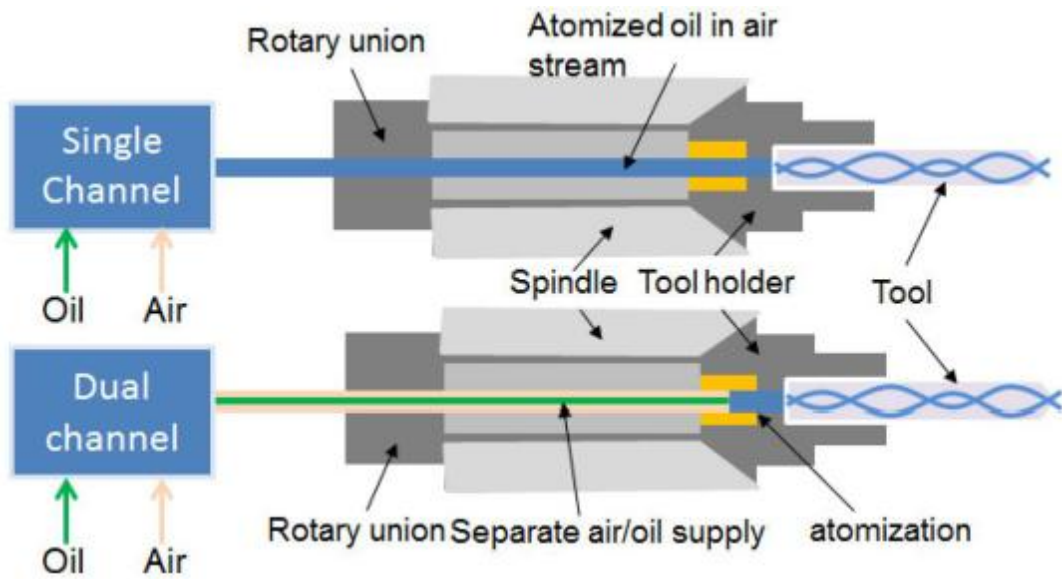 Rotary union
Atomized oil in air
stream
Single
Channel
Oil
Air
Spindle
Tool holder
Tool
Dual
channel
Oil
Air
Rotary union
Separate air/oil supply
atomization